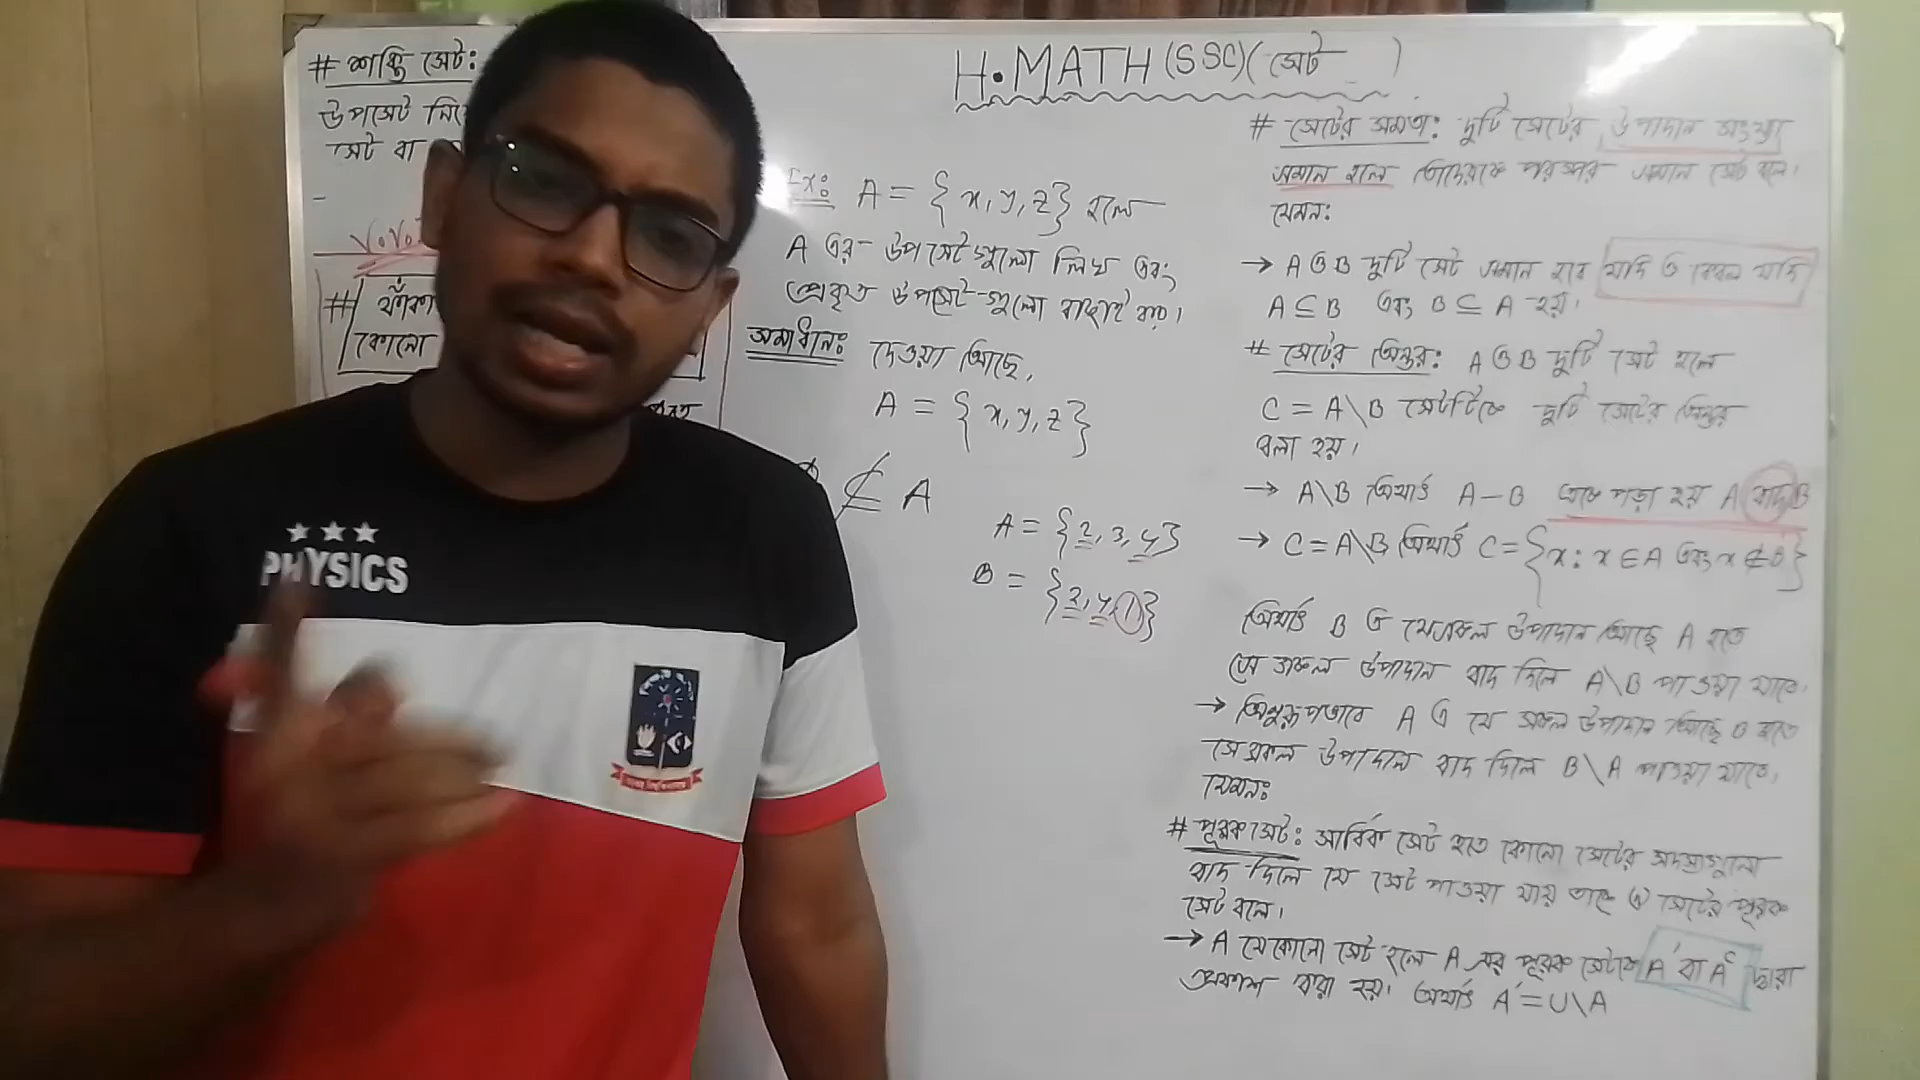 H.MATH (SSC) (সেট )
# শক্তি সেট:
উপসেট
সেট বা
V.V.
# ফাঁকা
কোনো
Ex: A = {x, y, z} হলে
A এর উপসেটগুলো লিখ এবং
প্রকৃত উপসেট গুলো বাছাই কর।
সমাধান: দেওয়া আছে,
A = {x, y, z}
⊈ A
A = {2, 3, 4}
B = {2, 4, 1}
# সেটের সমতা: দুটি সেটের উপাদান সংখ্যা
সমান হলে তাদেরকে পরস্পর সমান সেট বলে।
যেমন:
→ A ও B দুটি সেট সমান হবে যদি ও কেবল যদি
A ⊆ B এবং B ⊆ A হয়।
# সেটের অন্তর: A ও B দুটি সেট হলে
C = A\B সেটটিকে দুটি সেটের অন্তর
বলা হয়।
→ A\B অর্থাৎ A – B একে পড়া হয় A বাদ B
→ C = A\B অর্থাৎ C = {x : x ∈ A এবং x ∉ B}
অর্থাৎ B তে যেসকল উপাদান আছে A হতে
সে সকল উপাদান বাদ দিলে A\B পাওয়া যাবে।
→ অনুরূপভাবে A তে যে সকল উপাদান আছে B হতে
সে সকল উপাদান বাদ দিলে B\A পাওয়া যাবে।
যেমন:
# পূরক সেট: সার্বিক সেট হতে কোনো সেটের সদস্যগুলো
বাদ দিলে যে সেট পাওয়া যায় তাকে ঐ সেটের পূরক
সেট বলে।
→ A যেকোনো সেট হলে A এর পূরক সেটকে A′ বা Aᶜ দ্বারা
প্রকাশ করা হয়। অর্থাৎ A′ = U\A
PHYSICS